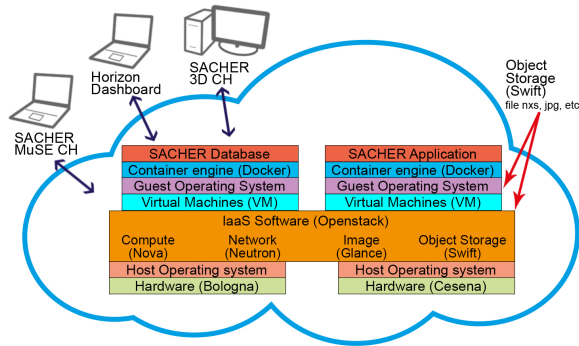 SACHER
3D CH
Horizon
Dashboard
SACHER
MuSE CH
Object
Storage
(Swift)
file nxs, jpg, etc
SACHER Database
Container engine (Docker)
Guest Operating System
Virtual Machines (VM)
SACHER Application
Container engine (Docker)
Guest Operating System
Virtual Machines (VM)
IaaS Software (Openstack)
Compute
(Nova)
Network
(Neutron)
Image
(Glance)
Object Storage
(Swift)
Host Operating system
Hardware (Bologna)
Host Operating system
Hardware (Cesena)